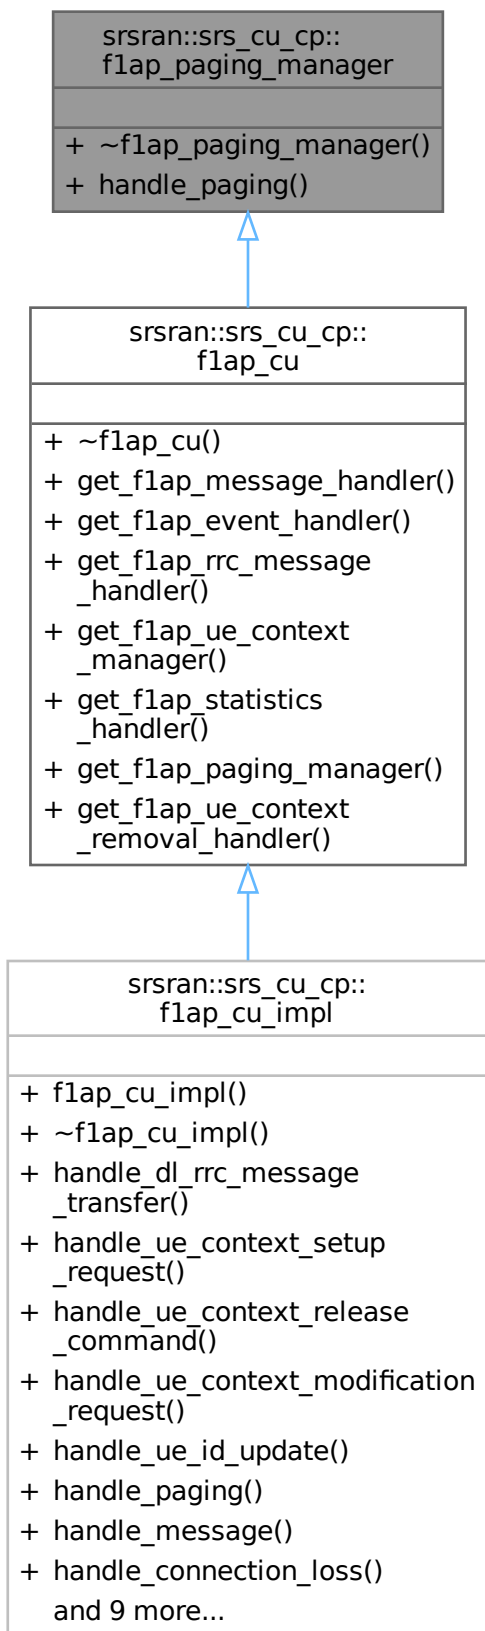 srsran::srs_cu_cp::
f1ap_paging_manager
+ ~f1ap_paging_manager()
+ handle_paging()
srsran::srs_cu_cp::
f1ap_cu
+ ~f1ap_cu()
+ get_f1ap_message_handler()
+ get_f1ap_event_handler()
+ get_f1ap_rrc_message
_handler()
+ get_f1ap_ue_context
_manager()
+ get_f1ap_statistics
_handler()
+ get_f1ap_paging_manager()
+ get_f1ap_ue_context
_removal_handler()
srsran::srs_cu_cp::
f1ap_cu_impl
+ f1ap_cu_impl()
+ ~f1ap_cu_impl()
+ handle_dl_rrc_message
_transfer()
+ handle_ue_context_setup
_request()
+ handle_ue_context_release
_command()
+ handle_ue_context_modification
_request()
+ handle_ue_id_update()
+ handle_paging()
+ handle_message()
+ handle_connection_loss()
and 9 more...